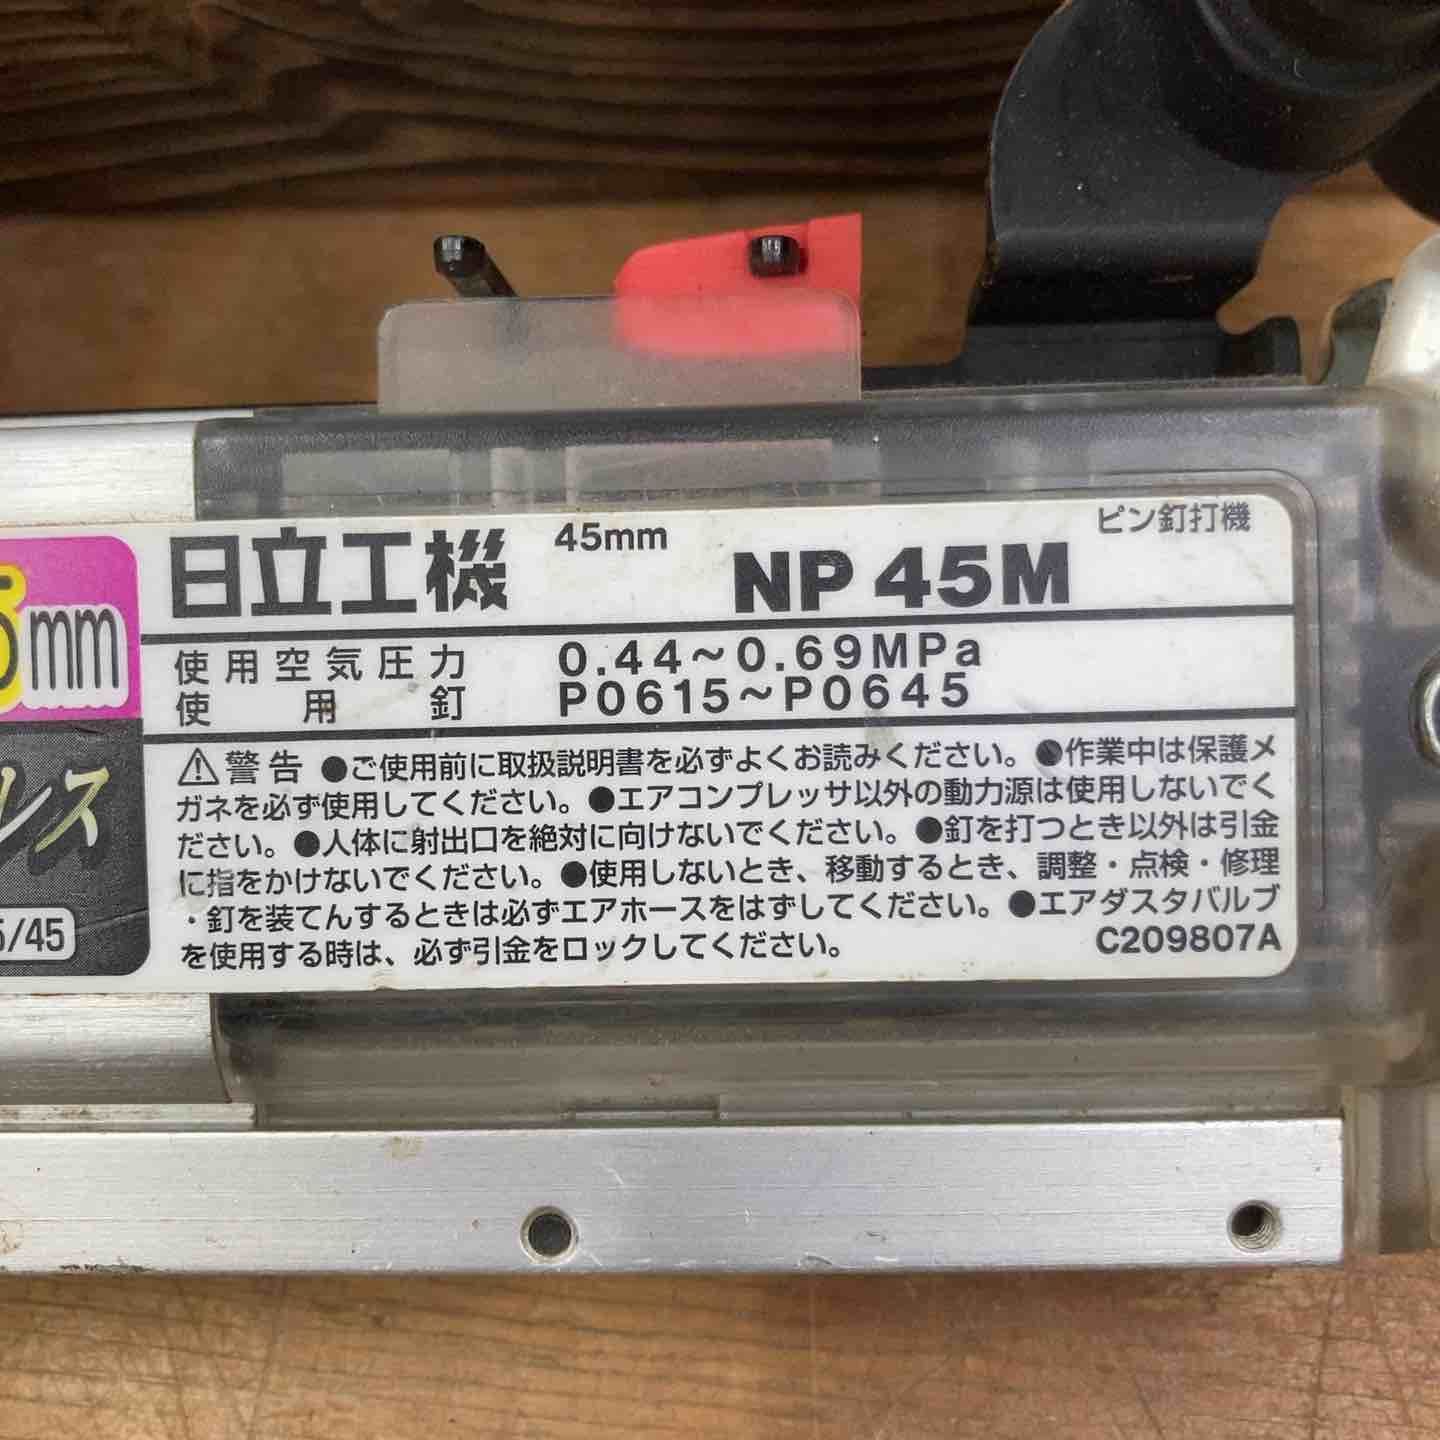 ピン釘打機
日立工機 45mm NP 45M
5mm
使用空気圧力 0.44～0.69MPa
使用釘 P0615～P0645
⚠警告 ●ご使用前に取扱説明書を必ずよくお読みください。●作業中は保護メ
ガネを必ず使用してください。●エアコンプレッサ以外の動力源は使用しないでく
ださい。●人体に射出口を絶対に向けないでください。●釘を打つとき以外は引金
に指をかけないでください。●使用しないとき、移動するとき、調整・点検・修理
・釘を装てんするときは必ずエアホースをはずしてください。●エアダスタバルブ
を使用する時は、必ず引金をロックしてください。 C209807A
レス
5/45